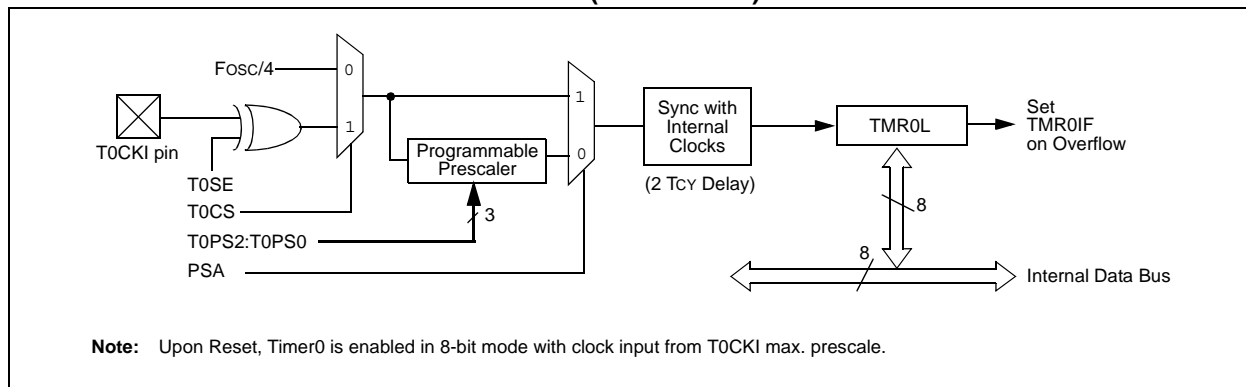 FOSC/4
0
1
T0CKI pin
T0SE
T0CS
T0PS2:T0PS0
PSA
Programmable
Prescaler
3
1
0
Sync with
Internal
Clocks
(2 TCY Delay)
TMR0L
Set
TMR0IF
on Overflow
8
8
Internal Data Bus
Note: Upon Reset, Timer0 is enabled in 8-bit mode with clock input from T0CKI max. prescale.